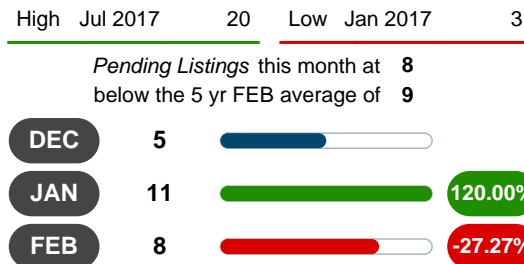 High Jul 2017 20 Low Jan 2017 3
Pending Listings this month at 8
below the 5 yr FEB average of 9
DEC 5
JAN 11 120.00%
FEB 8 -27.27%